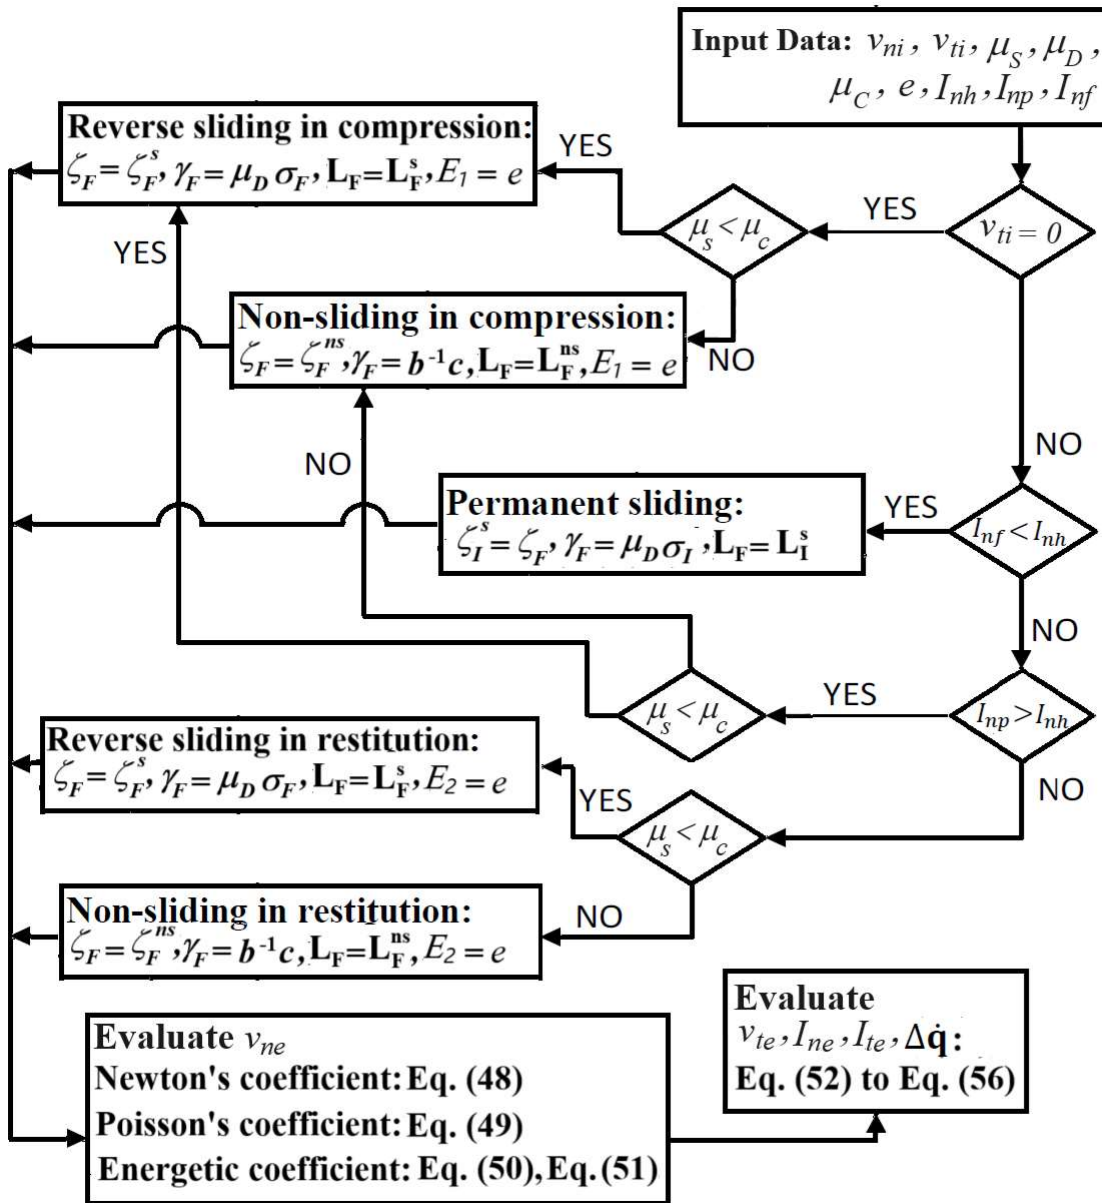 Input Data: v_ni, v_ti, μ_S, μ_D,
μ_C, e, I_nh, I_np, I_nf
Reverse sliding in compression:
ζ_F = ζ_F^s, γ_F = μ_D σ_F, L_F = L_F^s, E_1 = e
YES
μ_s < μ_c
YES
v_ti = 0
YES
Non-sliding in compression:
ζ_F = ζ_F^ns, γ_F = b^-1 c, L_F = L_F^ns, E_1 = e
NO
NO
NO
Permanent sliding:
ζ_I^s = ζ_F, γ_F = μ_D σ_I, L_F = L_I^s
YES
I_nf < I_nh
NO
μ_s < μ_c
YES
I_np > I_nh
Reverse sliding in restitution:
ζ_F = ζ_F^s, γ_F = μ_D σ_F, L_F = L_F^s, E_2 = e
YES
NO
μ_s < μ_c
Non-sliding in restitution:
ζ_F = ζ_F^ns, γ_F = b^-1 c, L_F = L_F^ns, E_2 = e
NO
Evaluate v_ne
Newton's coefficient: Eq. (48)
Poisson's coefficient: Eq. (49)
Energetic coefficient: Eq. (50), Eq. (51)
Evaluate
v_te, I_ne, I_te, Δq̇:
Eq. (52) to Eq. (56)